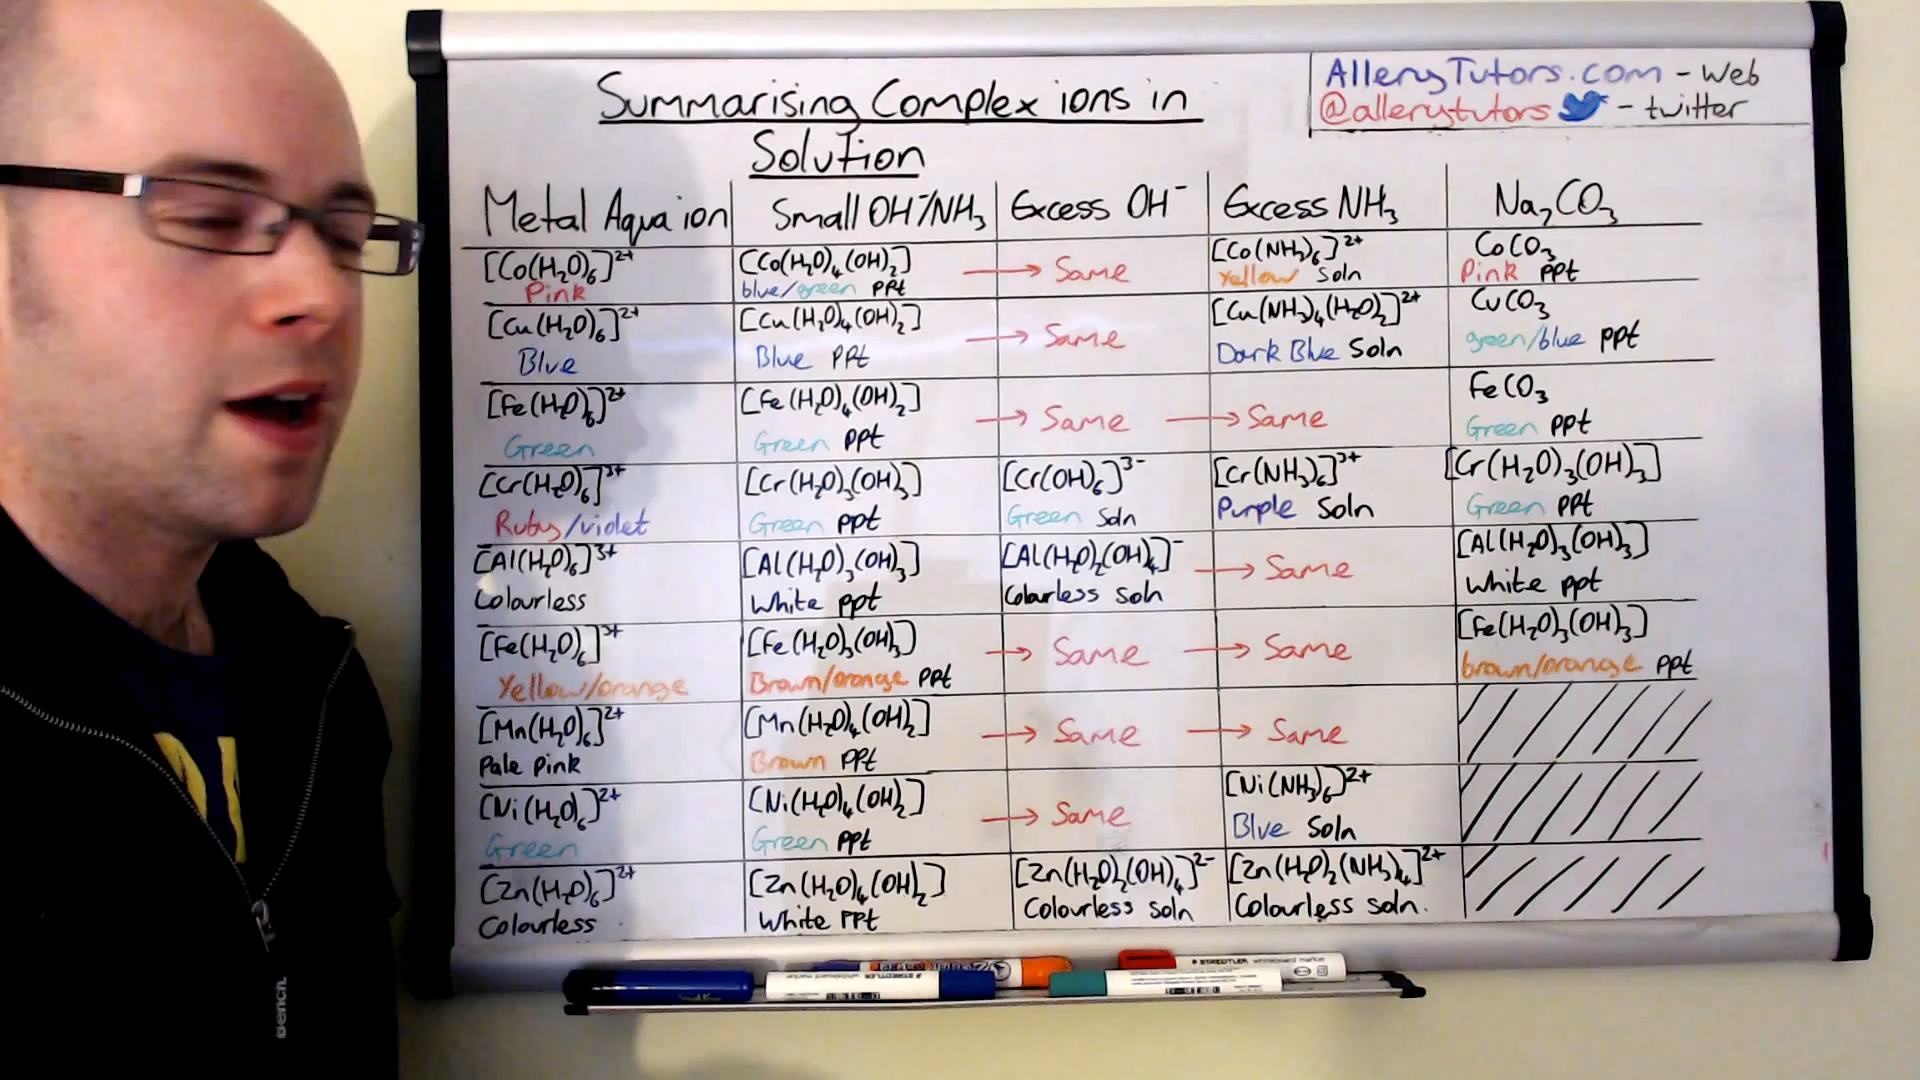 Summarising Complex ions in
Solution
AlleryTutors.com - Web
@allerytutors - twitter
Metal Aqua ion Small OH⁻/NH₃ Excess OH⁻ Excess NH₃ Na₂CO₃
[Co(H₂O)₆]²⁺ [Co(H₂O)₄(OH)₂] → Same [Co(NH₃)₆]²⁺ CoCO₃
Pink blue/green ppt Yellow Soln Pink ppt
[Cu(H₂O)₆]²⁺ [Cu(H₂O)₄(OH)₂] → Same [Cu(NH₃)₄(H₂O)₂]²⁺ CuCO₃
Blue Blue ppt Dark Blue Soln green/blue ppt
[Fe(H₂O)₆]²⁺ [Fe(H₂O)₄(OH)₂] → Same → Same FeCO₃
Green Green ppt Green ppt
[Cr(H₂O)₆]³⁺ [Cr(H₂O)₃(OH)₃] [Cr(OH)₆]³⁻ [Cr(NH₃)₆]³⁺ [Cr(H₂O)₃(OH)₃]
Ruby/violet Green ppt Green Soln Purple Soln Green ppt
[Al(H₂O)₆]³⁺ [Al(H₂O)₃(OH)₃] [Al(H₂O)₂(OH)₄]⁻ → Same [Al(H₂O)₃(OH)₃]
Colourless White ppt Colourless soln White ppt
[Fe(H₂O)₆]³⁺ [Fe(H₂O)₃(OH)₃] → Same → Same [Fe(H₂O)₃(OH)₃]
Yellow/orange Brown/orange ppt brown/orange ppt
[Mn(H₂O)₆]²⁺ [Mn(H₂O)₄(OH)₂] → Same → Same
Pale Pink Brown ppt
[Ni(H₂O)₆]²⁺ [Ni(H₂O)₄(OH)₂] → Same [Ni(NH₃)₆]²⁺
Green Green ppt Blue Soln
[Zn(H₂O)₆]²⁺ [Zn(H₂O)₄(OH)₂] [Zn(H₂O)₂(OH)₄]²⁻ [Zn(H₂O)₂(NH₃)₄]²⁺
Colourless White ppt Colourless soln Colourless soln.
STAEDTLER whiteboard marker
BENCH.